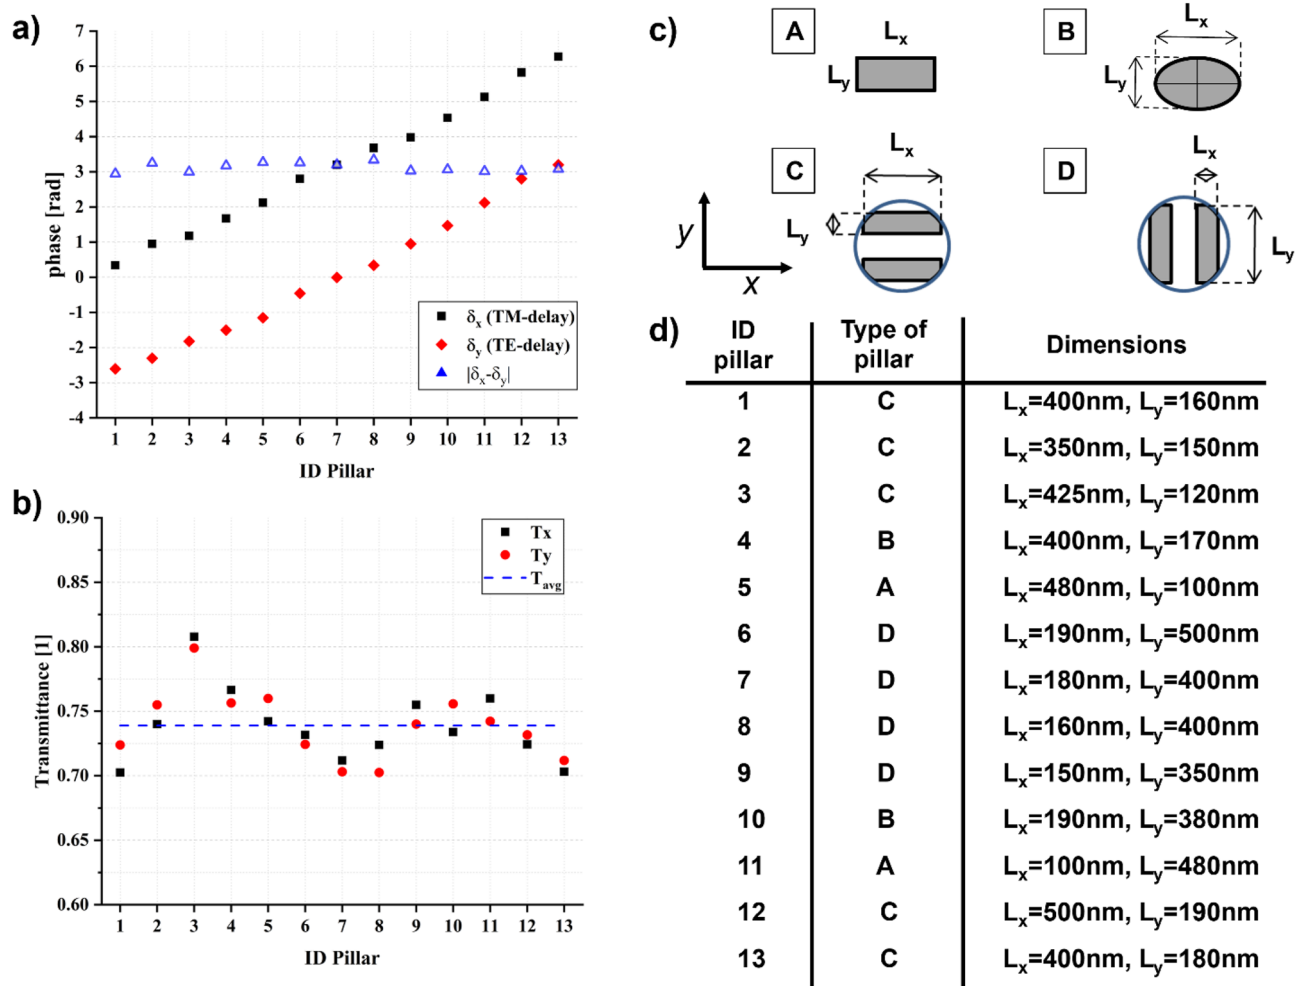 a)
7
6
5
4
3
2
1
0
-1
-2
-3
-4
phase [rad]
δx (TM-delay)
δy (TE-delay)
|δx-δy|
1 2 3 4 5 6 7 8 9 10 11 12 13
ID Pillar
b)
0.90
0.85
0.80
0.75
0.70
0.65
0.60
Transmittance [1]
Tx
Ty
Tavg
1 2 3 4 5 6 7 8 9 10 11 12 13
ID Pillar
c)
A
Lx
Ly
B
Lx
Ly
C
Lx
Ly
D
Lx
Ly
y
x
d)
ID pillar Type of pillar Dimensions
1 C Lx=400nm, Ly=160nm
2 C Lx=350nm, Ly=150nm
3 C Lx=425nm, Ly=120nm
4 B Lx=400nm, Ly=170nm
5 A Lx=480nm, Ly=100nm
6 D Lx=190nm, Ly=500nm
7 D Lx=180nm, Ly=400nm
8 D Lx=160nm, Ly=400nm
9 D Lx=150nm, Ly=350nm
10 B Lx=190nm, Ly=380nm
11 A Lx=100nm, Ly=480nm
12 C Lx=500nm, Ly=190nm
13 C Lx=400nm, Ly=180nm